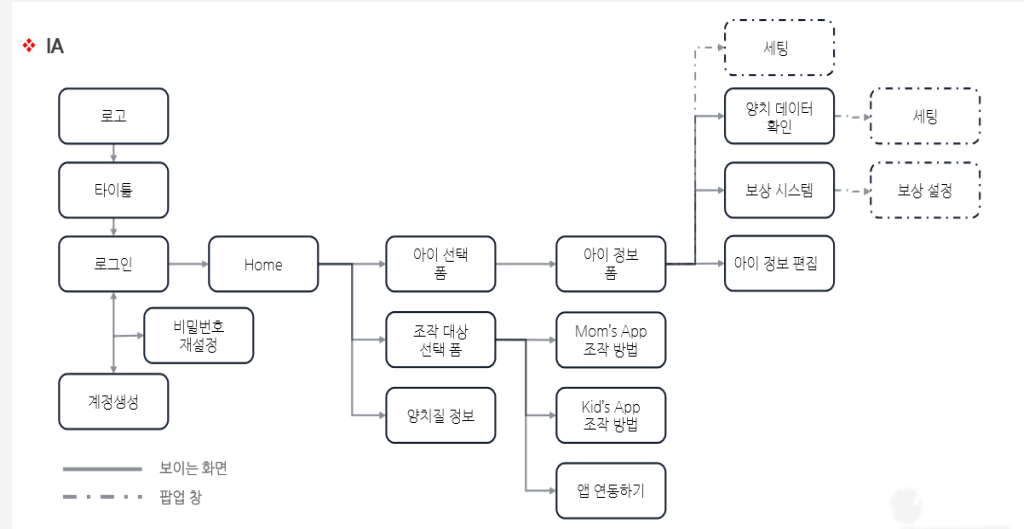 IA
로고
타이틀
로그인
비밀번호
재설정
계정생성
Home
아이 선택
폼
조작 대상
선택 폼
양치질 정보
아이 정보
폼
Mom's App
조작 방법
Kid's App
조작 방법
앱 연동하기
세팅
양치 데이터
확인
세팅
보상 시스템
보상 설정
아이 정보 편집
보이는 화면
팝업 창